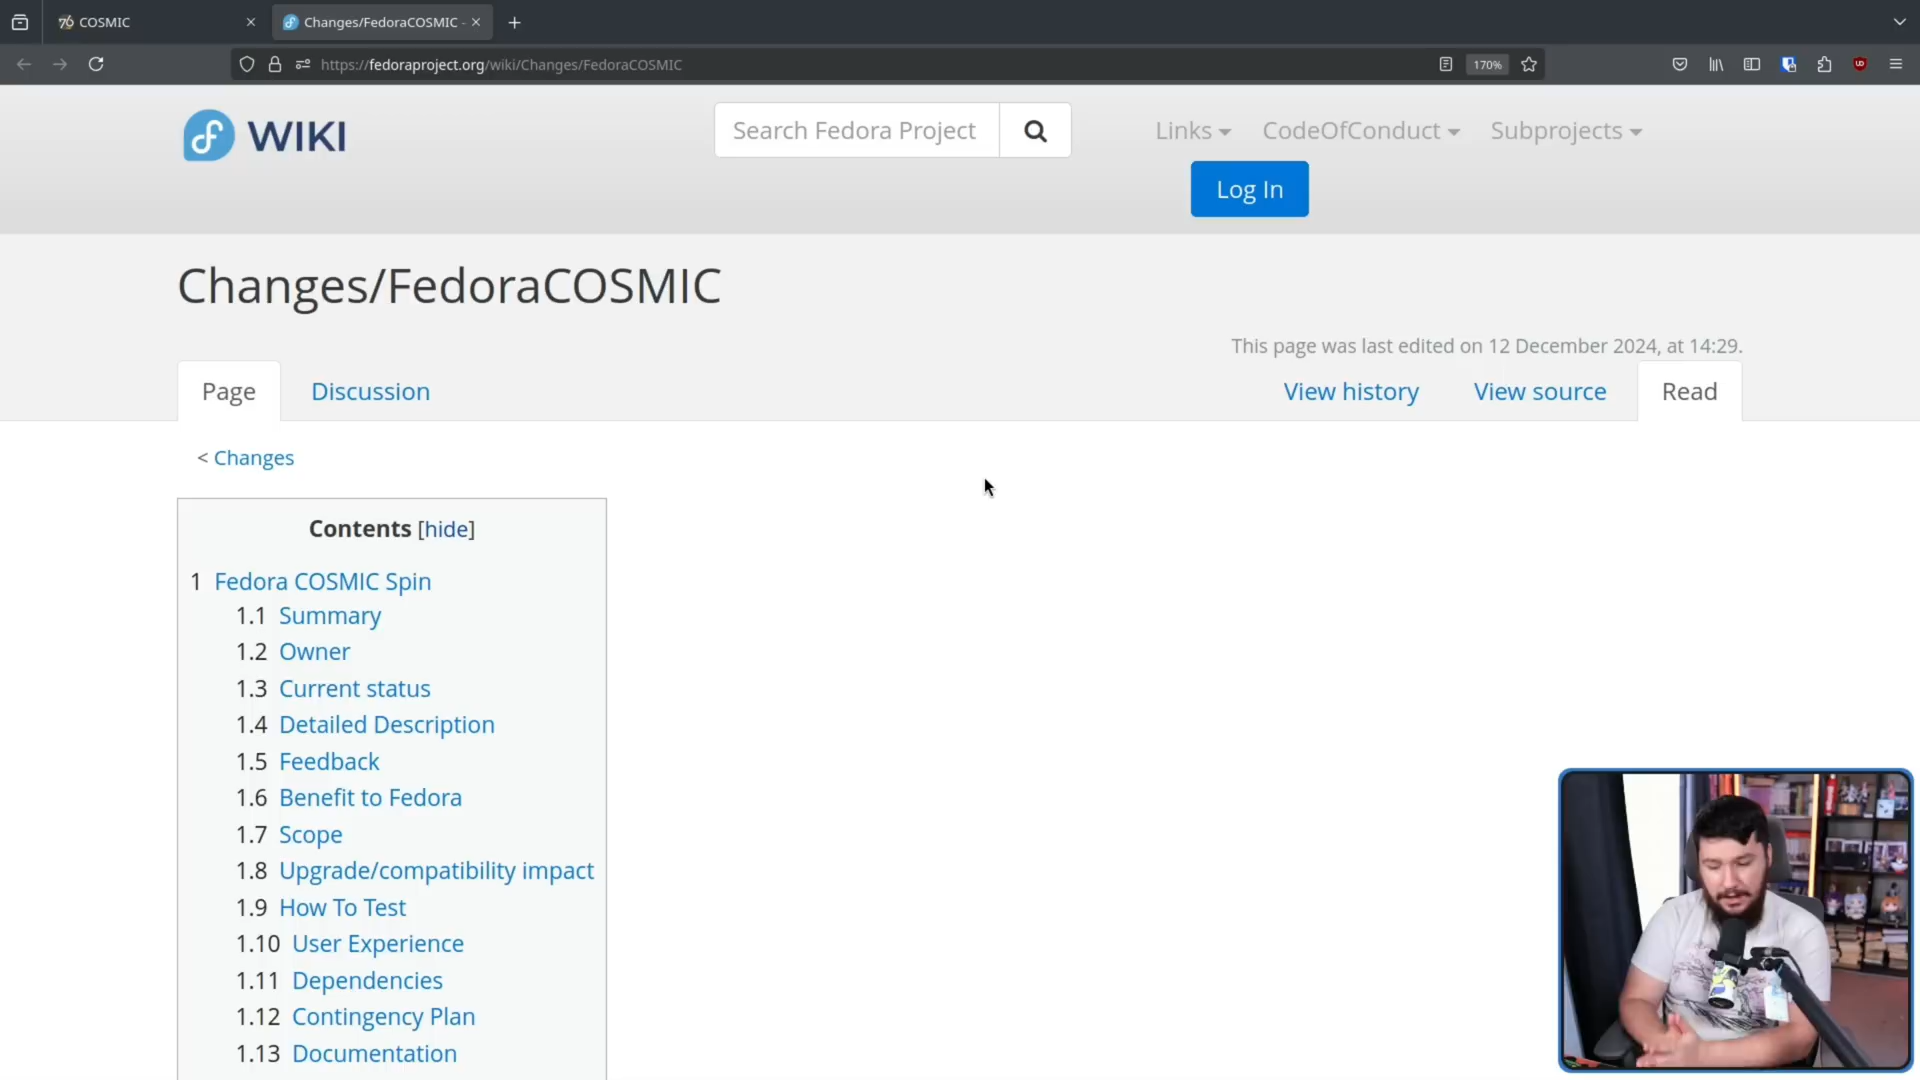 COSMIC
Changes/FedoraCOSMIC -
https://fedoraproject.org/wiki/Changes/FedoraCOSMIC
170%
WIKI
Search Fedora Project
Links
CodeOfConduct
Subprojects
Log In
Changes/FedoraCOSMIC
This page was last edited on 12 December 2024, at 14:29.
Page
Discussion
View history
View source
Read
< Changes
Contents [hide]
1 Fedora COSMIC Spin
1.1 Summary
1.2 Owner
1.3 Current status
1.4 Detailed Description
1.5 Feedback
1.6 Benefit to Fedora
1.7 Scope
1.8 Upgrade/compatibility impact
1.9 How To Test
1.10 User Experience
1.11 Dependencies
1.12 Contingency Plan
1.13 Documentation